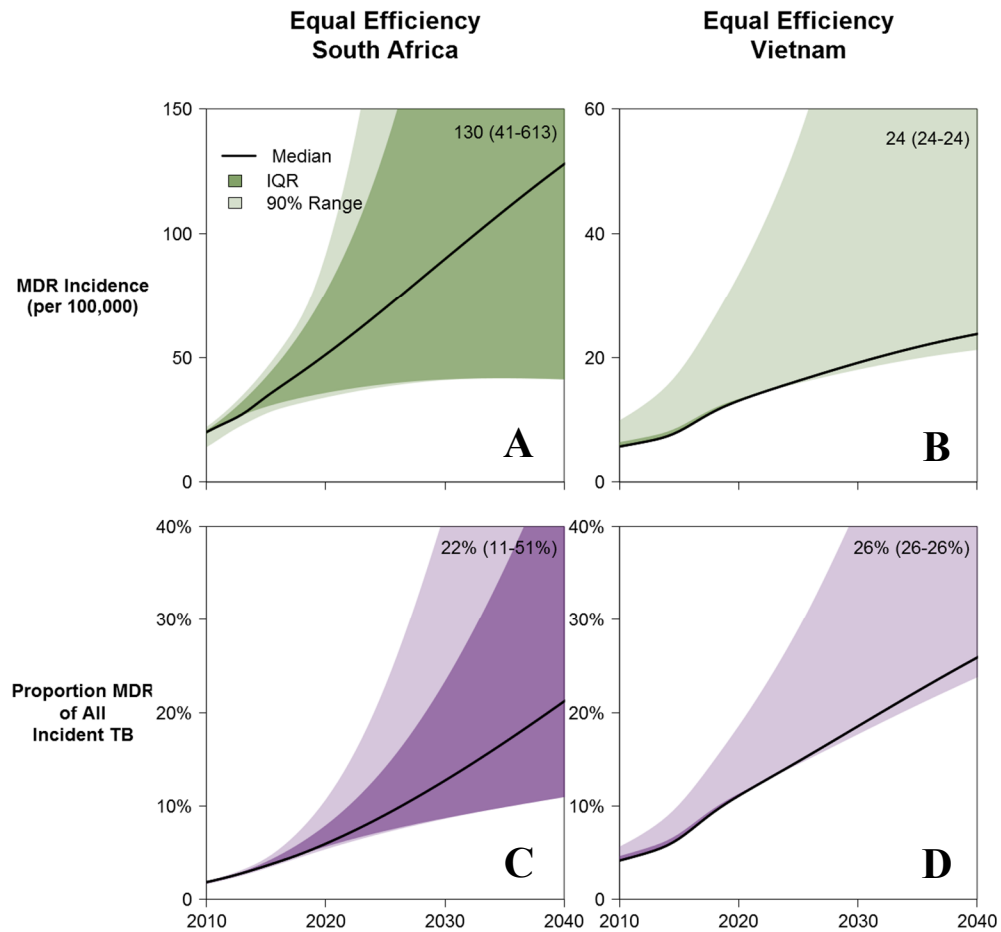 Equal Efficiency
South Africa
Equal Efficiency
Vietnam
150
100
50
0
MDR Incidence
(per 100,000)
Median
IQR
90% Range
130 (41-613)
A
60
40
20
0
24 (24-24)
B
40%
30%
20%
10%
0
Proportion MDR
of All
Incident TB
22% (11-51%)
C
2010
2020
2030
2040
40%
30%
20%
10%
0
26% (26-26%)
D
2010
2020
2030
2040